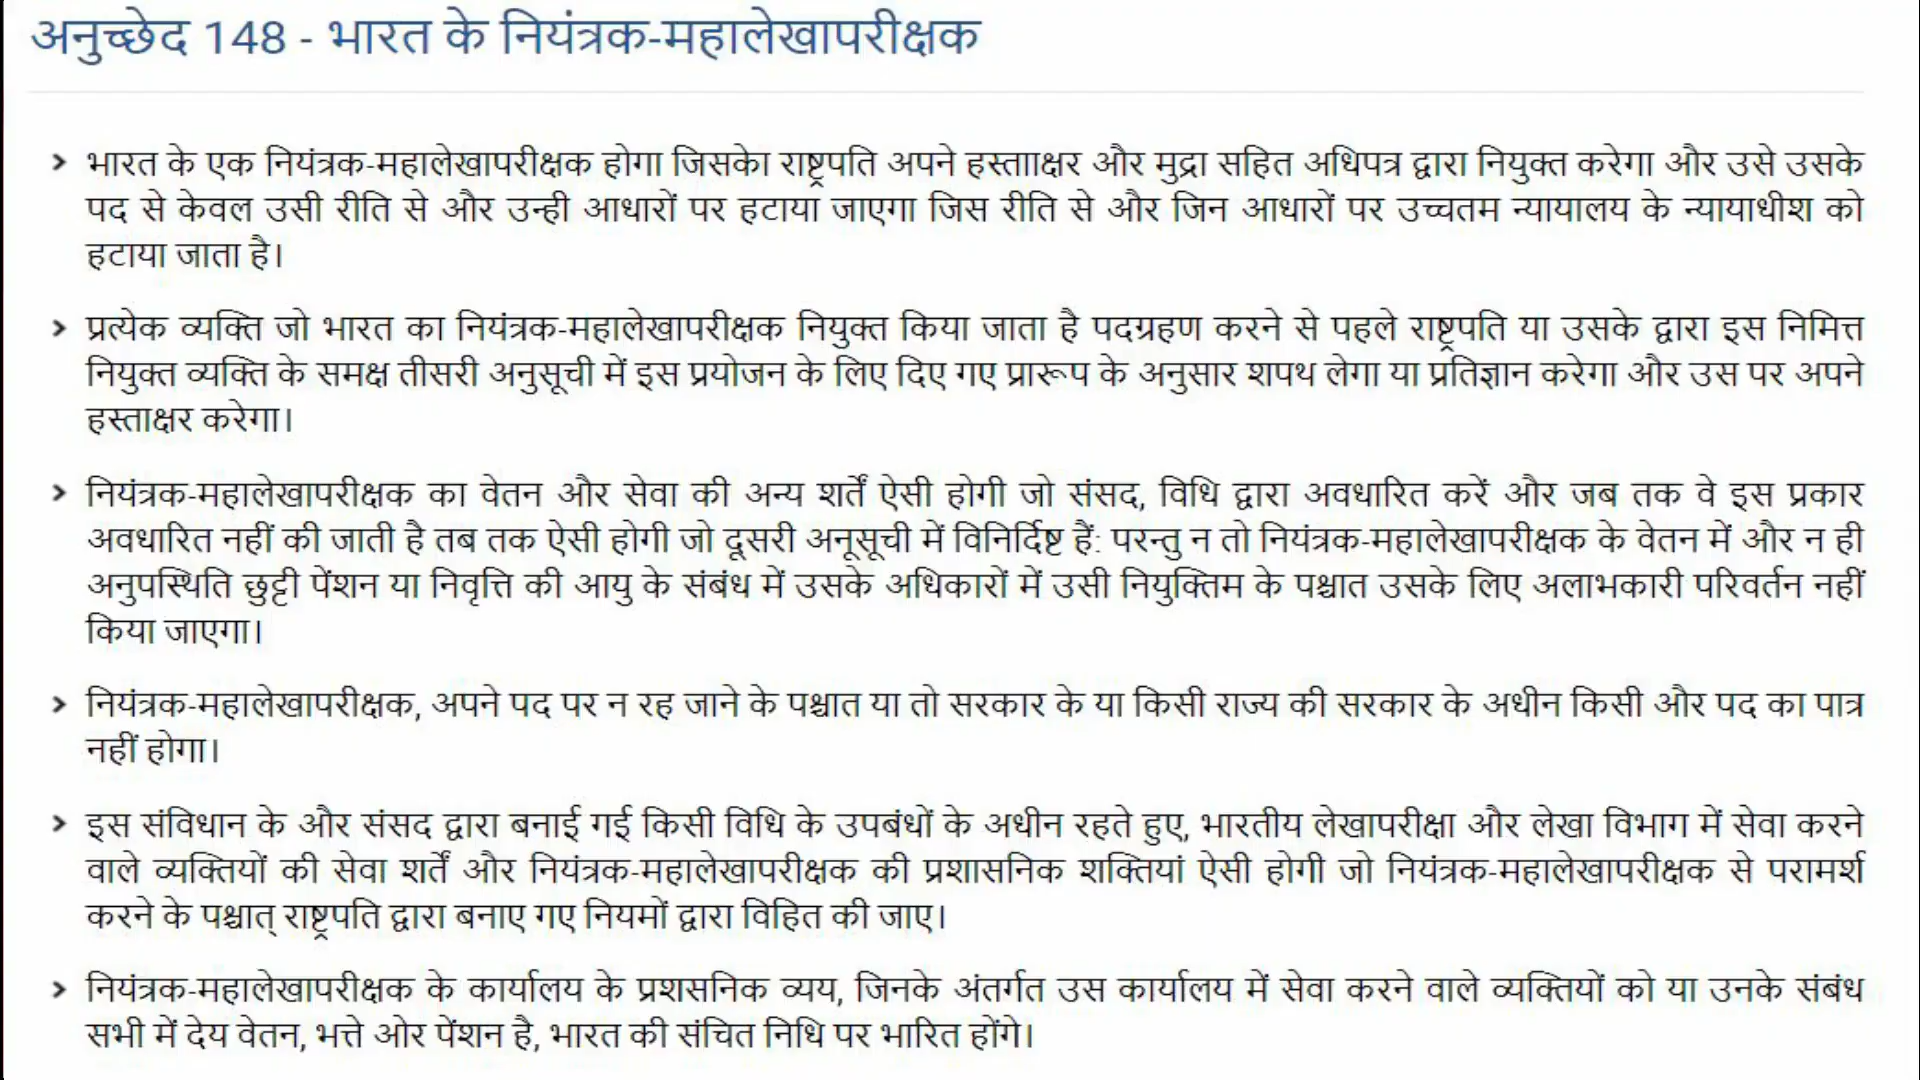 अनुच्छेद 148 - भारत के नियंत्रक-महालेखापरीक्षक
भारत के एक नियंत्रक-महालेखापरीक्षक होगा जिसकेा राष्ट्रपति अपने हस्तााक्षर और मुद्रा सहित अधिपत्र द्वारा नियुक्त करेगा और उसे उसके
पद से केवल उसी रीति से और उन्ही आधारों पर हटाया जाएगा जिस रीति से और जिन आधारों पर उच्चतम न्यायालय के न्यायाधीश को
हटाया जाता है।
प्रत्येक व्यक्ति जो भारत का नियंत्रक-महालेखापरीक्षक नियुक्त किया जाता है पदग्रहण करने से पहले राष्ट्रपति या उसके द्वारा इस निमित्त
नियुक्त व्यक्ति के समक्ष तीसरी अनुसूची में इस प्रयोजन के लिए दिए गए प्रारूप के अनुसार शपथ लेगा या प्रतिज्ञान करेगा और उस पर अपने
हस्ताक्षर करेगा।
नियंत्रक-महालेखापरीक्षक का वेतन और सेवा की अन्य शर्तें ऐसी होगी जो संसद, विधि द्वारा अवधारित करें और जब तक वे इस प्रकार
अवधारित नहीं की जाती है तब तक ऐसी होगी जो दूसरी अनूसूची में विनिर्दिष्ट हैं: परन्तु न तो नियंत्रक-महालेखापरीक्षक के वेतन में और न ही
अनुपस्थिति छुट्टी पेंशन या निवृत्ति की आयु के संबंध में उसके अधिकारों में उसी नियुक्तिम के पश्चात उसके लिए अलाभकारी परिवर्तन नहीं
किया जाएगा।
नियंत्रक-महालेखापरीक्षक, अपने पद पर न रह जाने के पश्चात या तो सरकार के या किसी राज्य की सरकार के अधीन किसी और पद का पात्र
नहीं होगा।
इस संविधान के और संसद द्वारा बनाई गई किसी विधि के उपबंधों के अधीन रहते हुए, भारतीय लेखापरीक्षा और लेखा विभाग में सेवा करने
वाले व्यक्तियों की सेवा शर्तें और नियंत्रक-महालेखापरीक्षक की प्रशासनिक शक्तियां ऐसी होगी जो नियंत्रक-महालेखापरीक्षक से परामर्श
करने के पश्चात् राष्ट्रपति द्वारा बनाए गए नियमों द्वारा विहित की जाए।
नियंत्रक-महालेखापरीक्षक के कार्यालय के प्रशसनिक व्यय, जिनके अंतर्गत उस कार्यालय में सेवा करने वाले व्यक्तियों को या उनके संबंध
सभी में देय वेतन, भत्ते ओर पेंशन है, भारत की संचित निधि पर भारित होंगे।